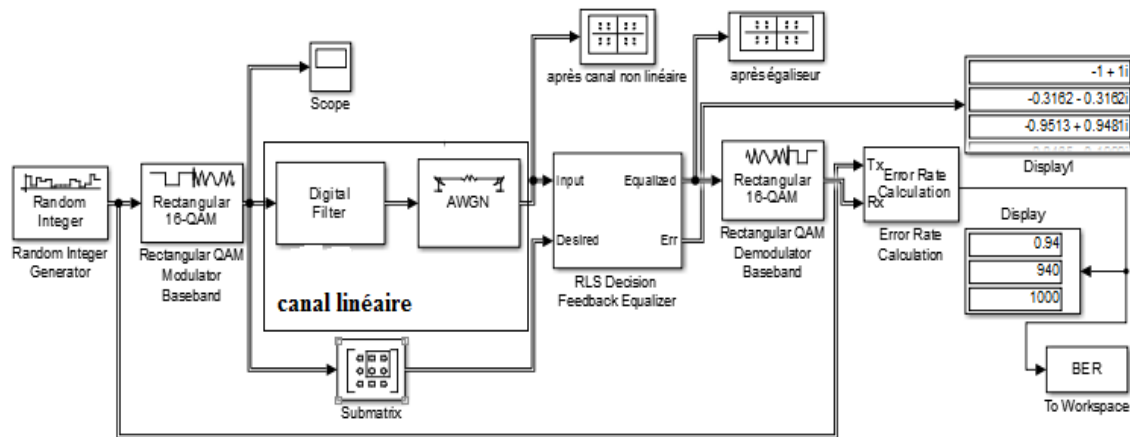 après canal non linéaire
après égaliseur
Scope
-1 + 1i
-0.3162 - 0.3162i
-0.9513 + 0.9481i
Display1
Random
Integer
Random Integer
Generator
Rectangular
16-QAM
Rectangular QAM
Modulator
Baseband
Digital
Filter
AWGN
canal linéaire
Input
Desired
Equalized
Err
RLS Decision
Feedback Equalizer
Rectangular
16-QAM
Rectangular QAM
Demodulator
Baseband
Tx
Rx
Error Rate
Calculation
Error Rate
Calculation
Display
0.94
940
1000
BER
To Workspace
Submatrix